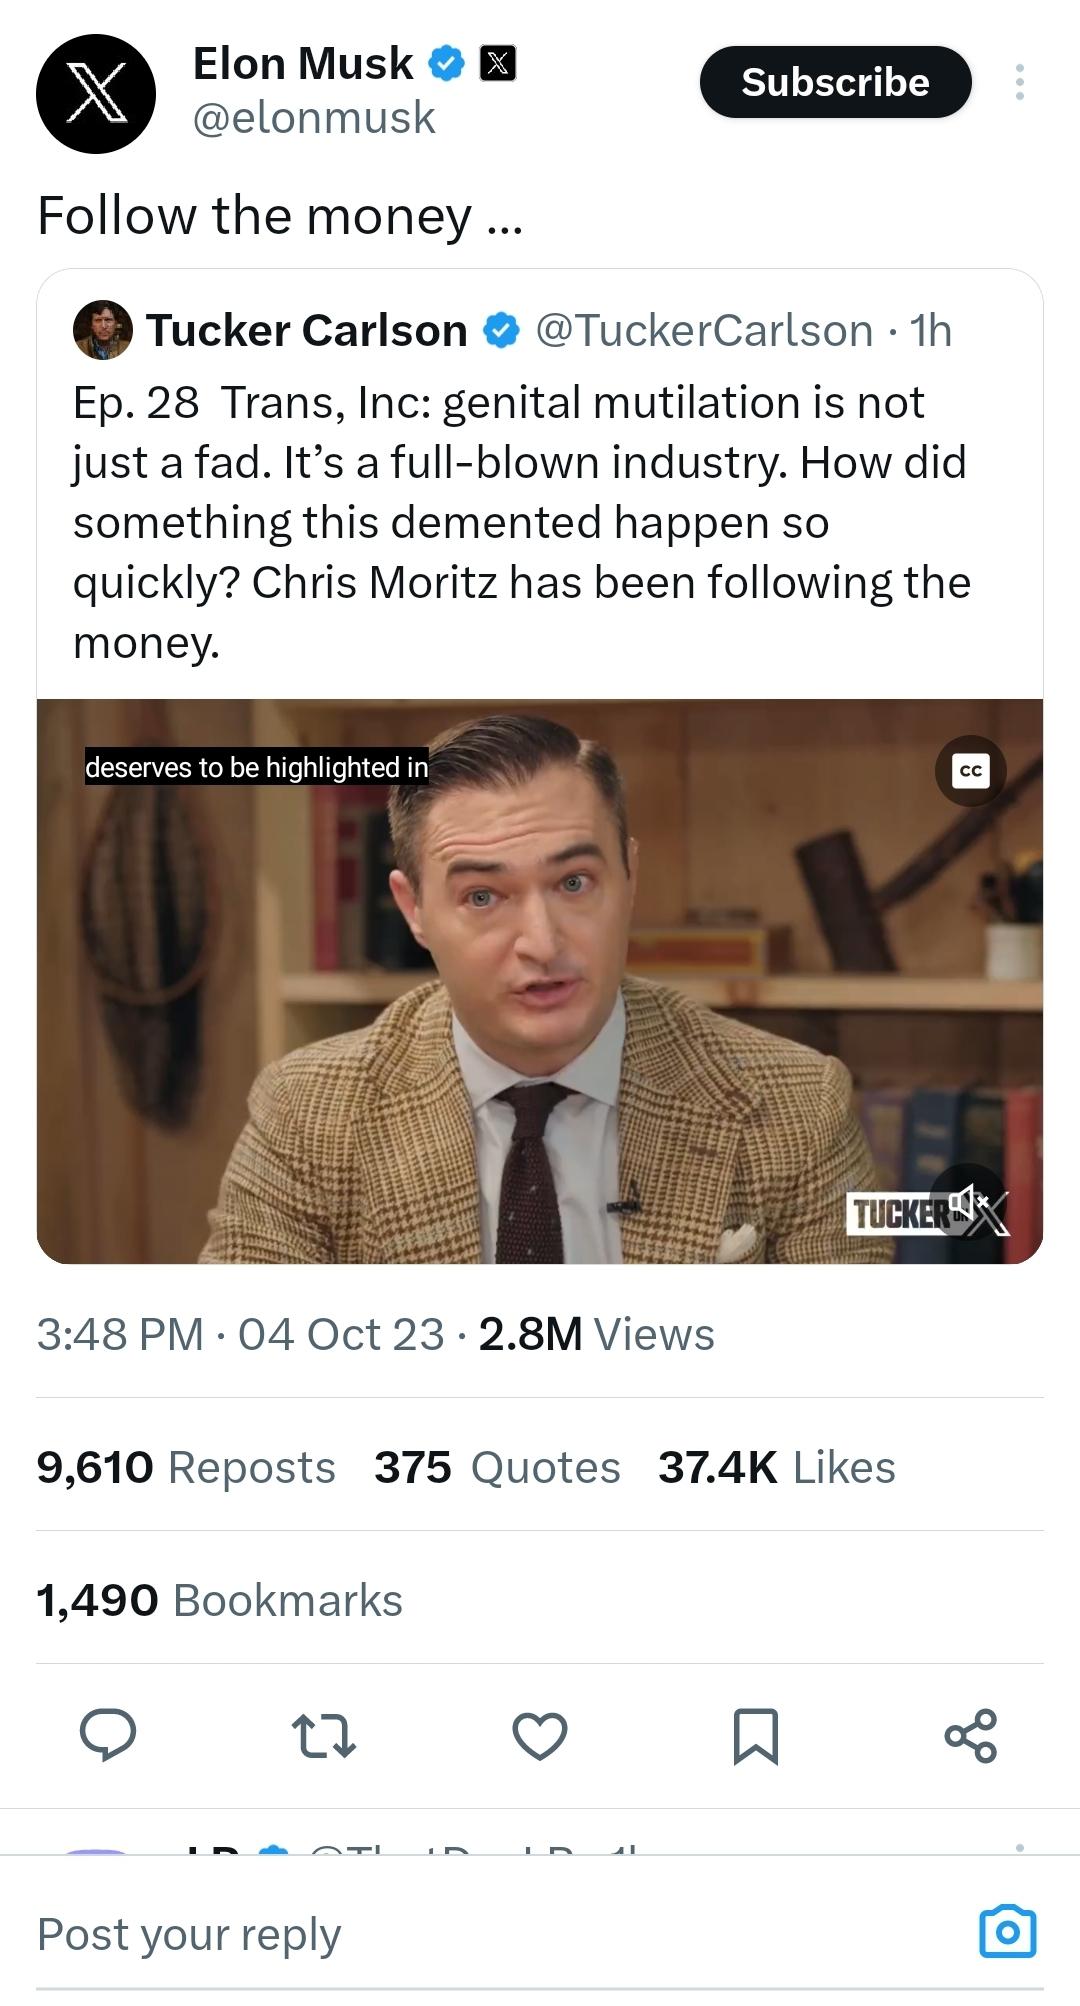 Elon Musk
@elonmusk
Subscribe
Follow the money ...
Tucker Carlson @TuckerCarlson · 1h
Ep. 28 Trans, Inc: genital mutilation is not
just a fad. It’s a full-blown industry. How did
something this demented happen so
quickly? Chris Moritz has been following the
money.
deserves to be highlighted in
CC
TUCKER
3:48 PM · 04 Oct 23 · 2.8M Views
9,610 Reposts 375 Quotes 37.4K Likes
1,490 Bookmarks
Post your reply